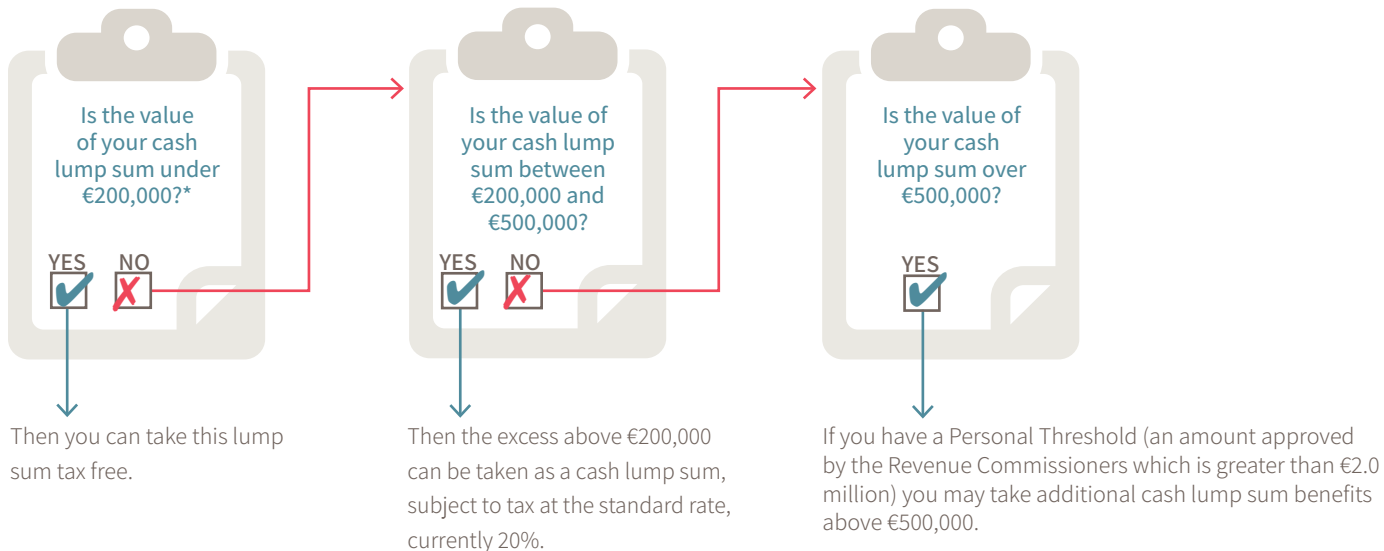 Is the value
of your cash
lump sum under
€200,000?*
YES NO
Then you can take this lump
sum tax free.
Is the value of
your cash lump
sum between
€200,000 and
€500,000?
YES NO
Then the excess above €200,000
can be taken as a cash lump sum,
subject to tax at the standard rate,
currently 20%.
Is the value of
your cash
lump sum over
€500,000?
YES
If you have a Personal Threshold (an amount approved
by the Revenue Commissioners which is greater than €2.0
million) you may take additional cash lump sum benefits
above €500,000.